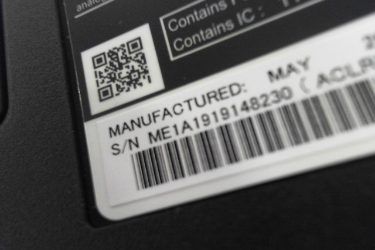 Contains
Contains IC :
MANUFACTURED: MAY
S/N ME1A1919148230 ( ACLR